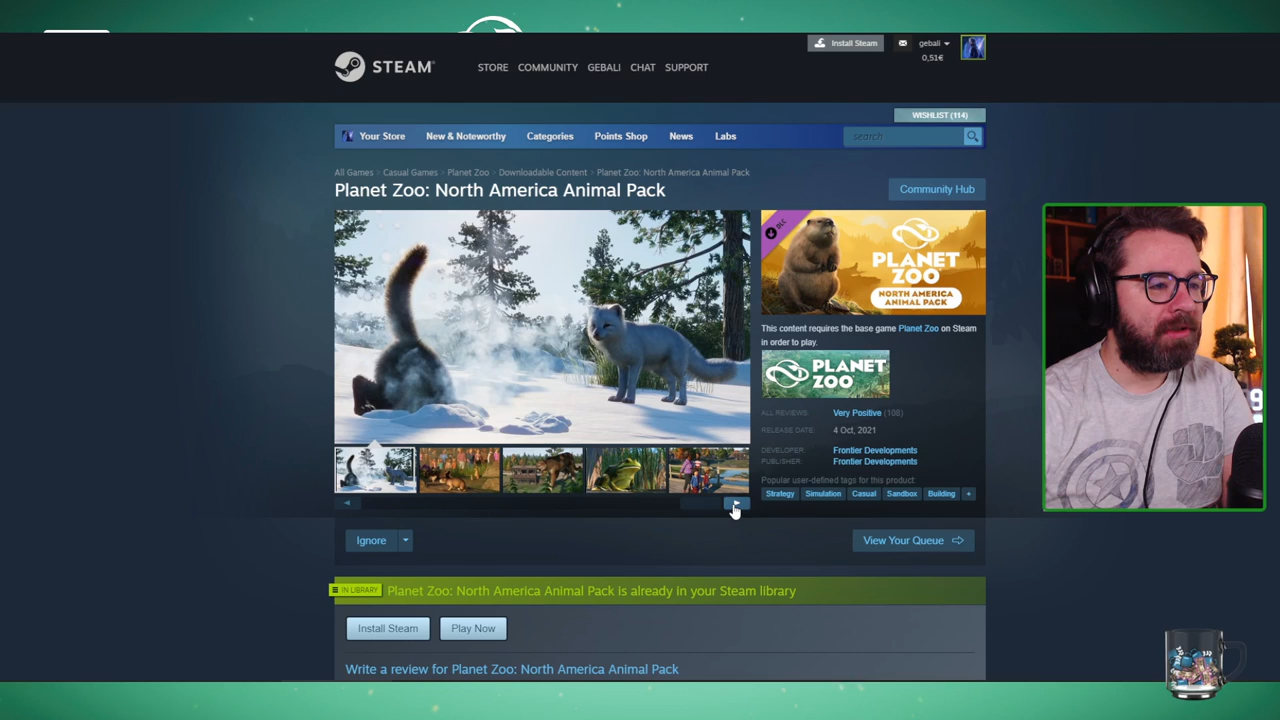 Install Steam
gebali
0,51€
STEAM
STORE COMMUNITY GEBALI CHAT SUPPORT
WISHLIST (114)
Your Store New & Noteworthy Categories Points Shop News Labs
search
All Games > Casual Games > Planet Zoo > Downloadable Content > Planet Zoo: North America Animal Pack
Planet Zoo: North America Animal Pack
Community Hub
DLC
PLANET
ZOO
NORTH AMERICA
ANIMAL PACK
This content requires the base game Planet Zoo on Steam
in order to play.
PLANET
ZOO
ALL REVIEWS: Very Positive (108)
RELEASE DATE: 4 Oct, 2021
DEVELOPER: Frontier Developments
PUBLISHER: Frontier Developments
Popular user-defined tags for this product:
Strategy Simulation Casual Sandbox Building +
Ignore
View Your Queue
IN LIBRARY
Planet Zoo: North America Animal Pack is already in your Steam library
Install Steam
Play Now
Write a review for Planet Zoo: North America Animal Pack